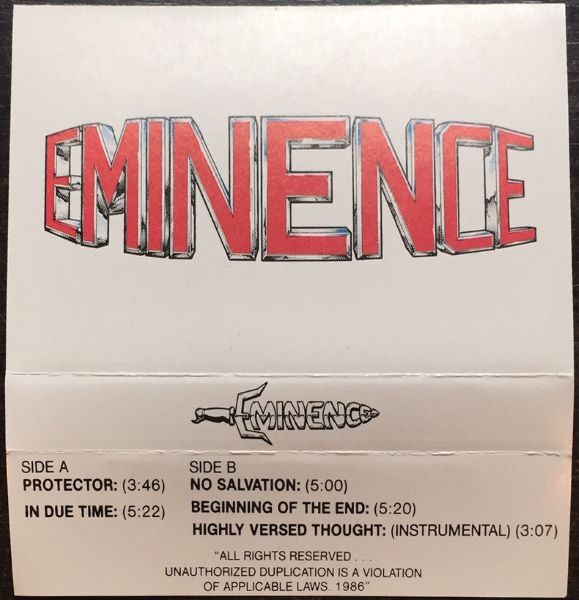 EMINENCE
EMINENCE
SIDE A
PROTECTOR: (3:46)
IN DUE TIME: (5:22)
SIDE B
NO SALVATION: (5:00)
BEGINNING OF THE END: (5:20)
HIGHLY VERSED THOUGHT: (INSTRUMENTAL) (3:07)
"ALL RIGHTS RESERVED . . .
UNAUTHORIZED DUPLICATION IS A VIOLATION
OF APPLICABLE LAWS. 1986"